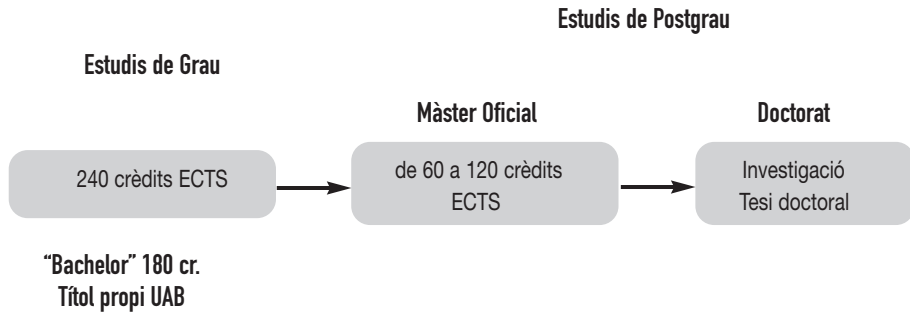 Estudis de Postgrau
Estudis de Grau
Màster Oficial
Doctorat
240 crèdits ECTS
de 60 a 120 crèdits
ECTS
Investigació
Tesi doctoral
“Bachelor” 180 cr.
Títol propi UAB